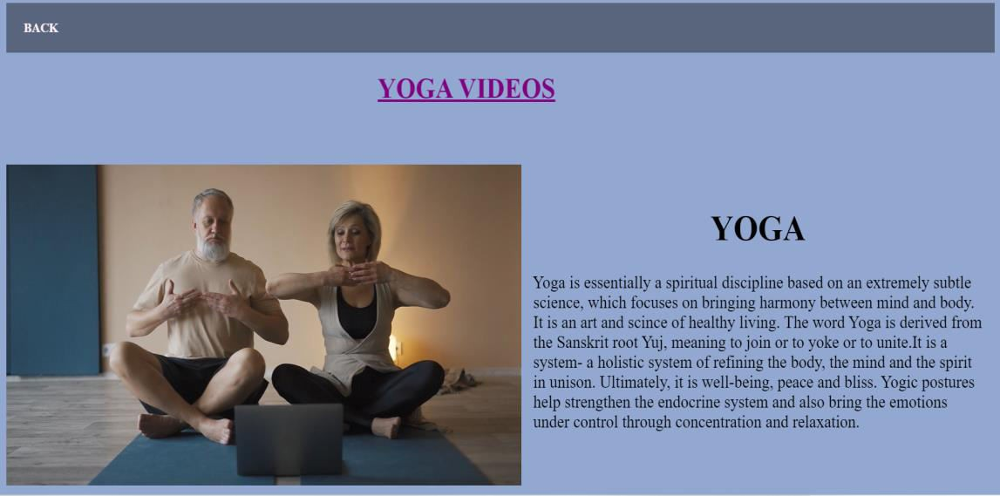 BACK
YOGA VIDEOS
YOGA
Yoga is essentially a spiritual discipline based on an extremely subtle
science, which focuses on bringing harmony between mind and body.
It is an art and scince of healthy living. The word Yoga is derived from
the Sanskrit root Yuj, meaning to join or to yoke or to unite.It is a
system- a holistic system of refining the body, the mind and the spirit
in unison. Ultimately, it is well-being, peace and bliss. Yogic postures
help strengthen the endocrine system and also bring the emotions
under control through concentration and relaxation.